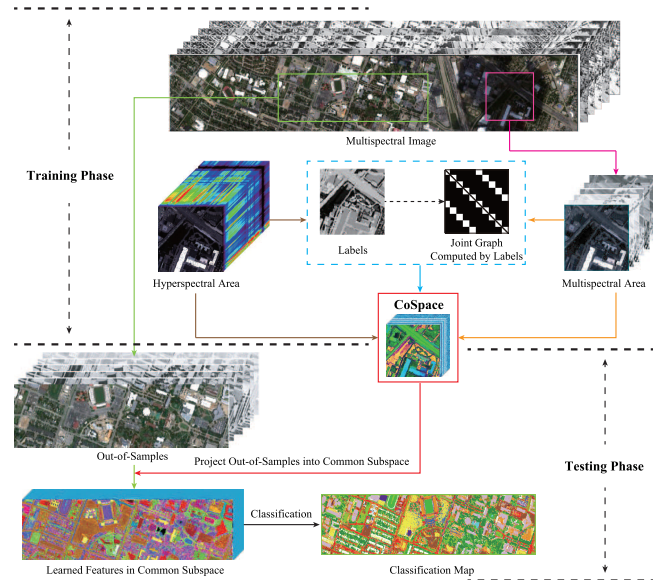 Multispectral Image
Training Phase
Labels
Joint Graph
Computed by Labels
Hyperspectral Area
Multispectral Area
CoSpace
Out-of-Samples
Project Out-of-Samples into Common Subspace
Testing Phase
Classification
Learned Features in Common Subspace
Classification Map